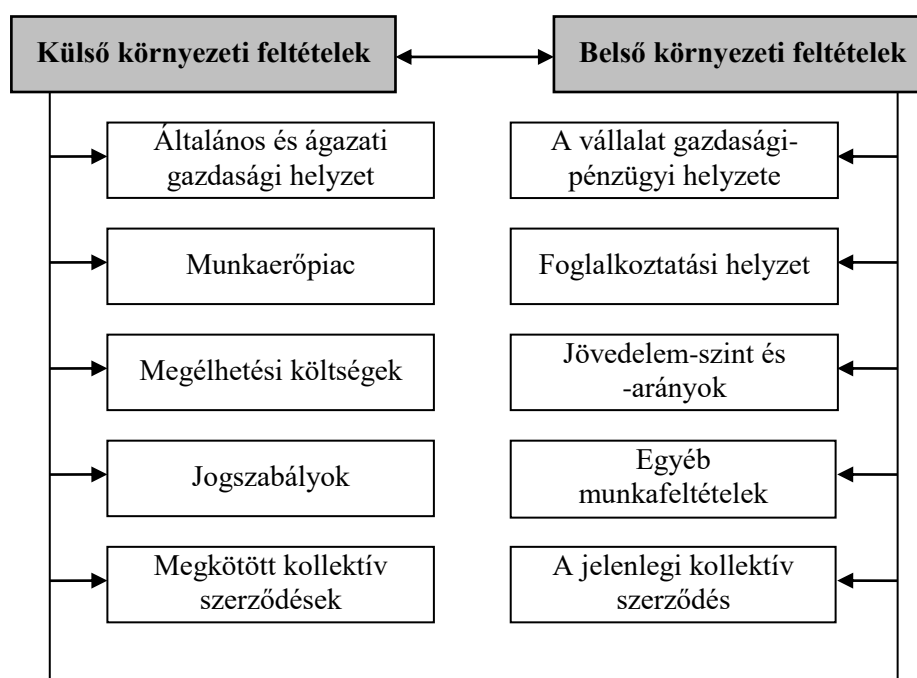 Külső környezeti feltételek
Belső környezeti feltételek
Általános és ágazati
gazdasági helyzet
A vállalat gazdasági-
pénzügyi helyzete
Munkaerőpiac
Foglalkoztatási helyzet
Megélhetési költségek
Jövedelem-szint és
-arányok
Jogszabályok
Egyéb
munkafeltételek
Megkötött kollektív
szerződések
A jelenlegi kollektív
szerződés